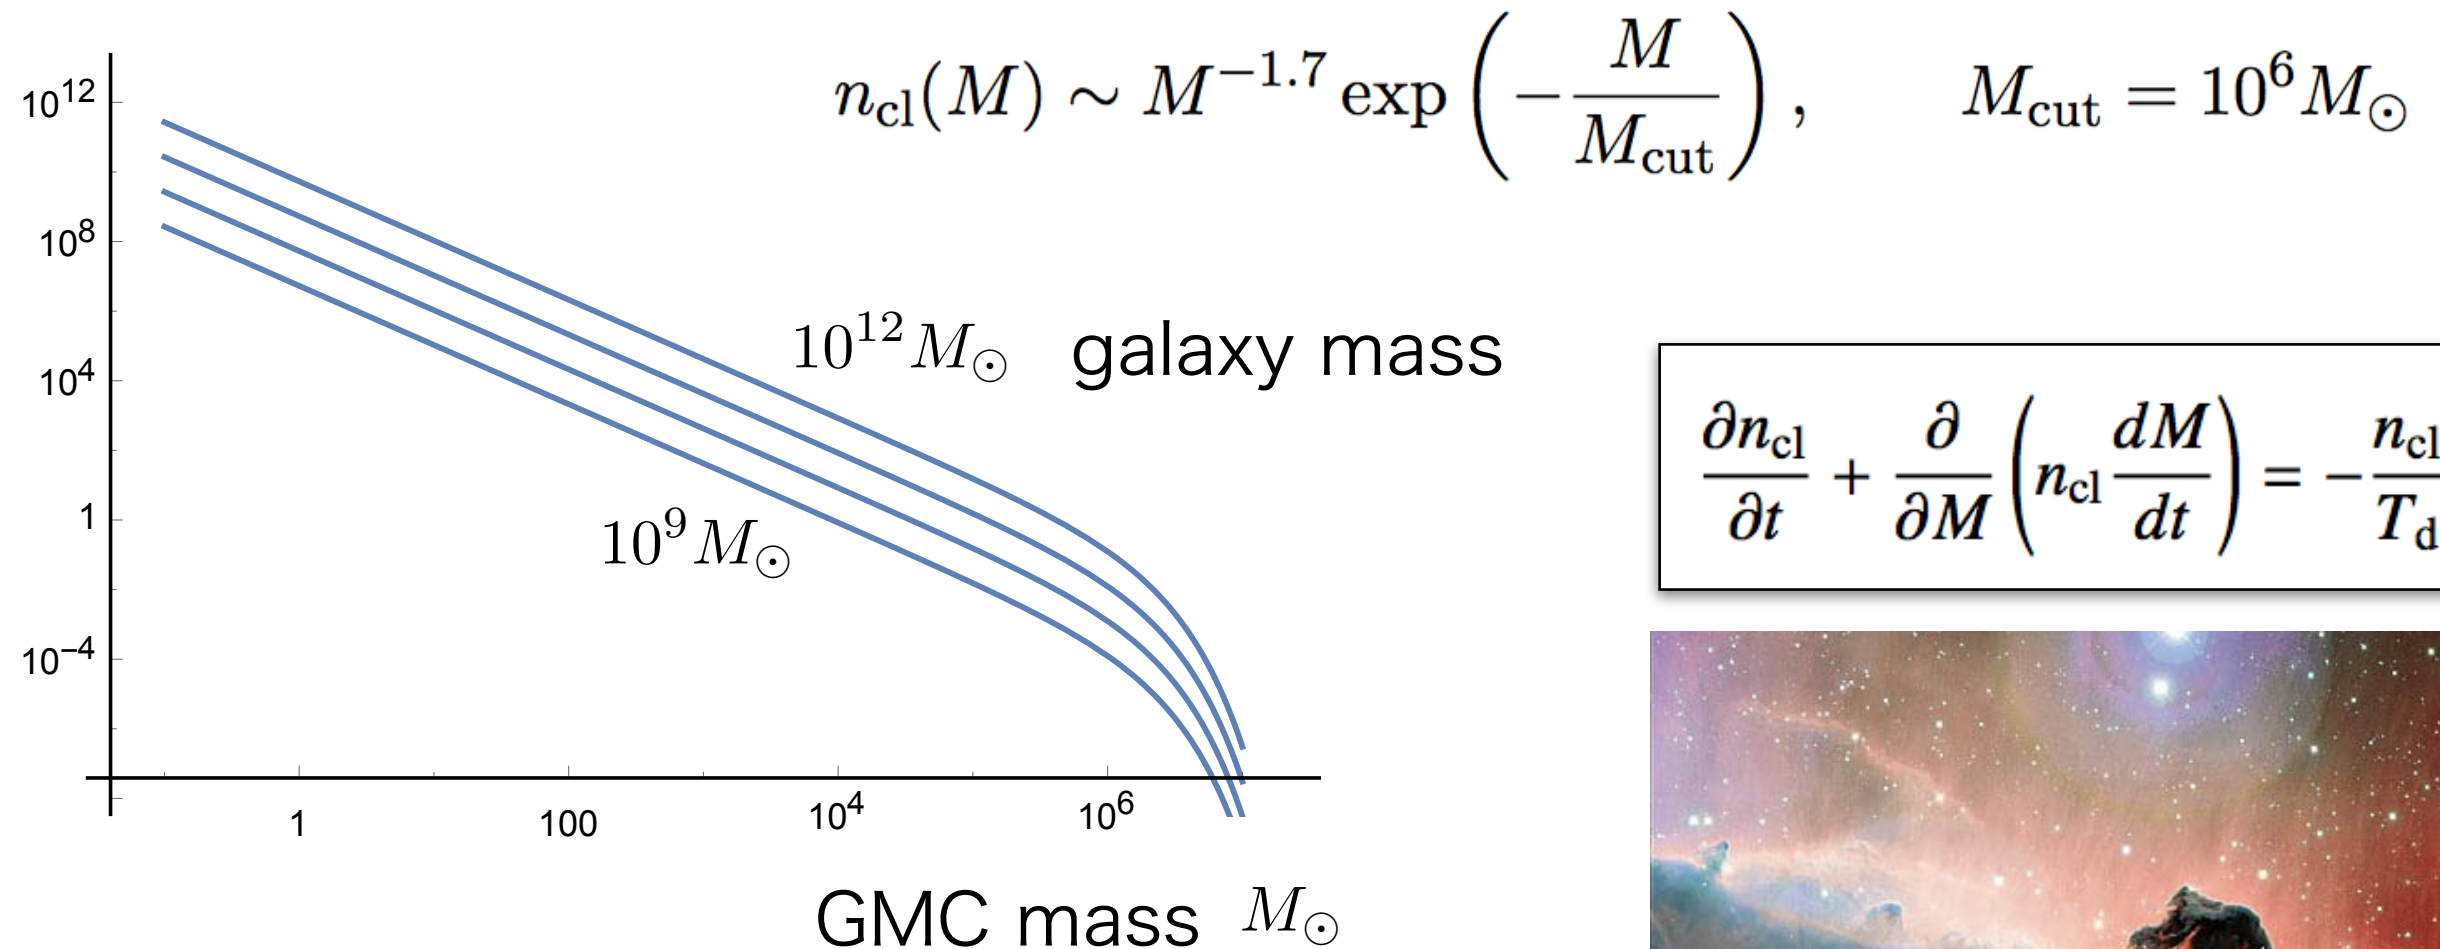 n_cl(M) ∼ M^{−1.7} exp (−M/M_cut) ,  M_cut = 10^6 M_⊙
10^12
10^8
10^4
1
10^−4
10^12 M_⊙ galaxy mass
10^9 M_⊙
∂n_cl/∂t + ∂/∂M (n_cl dM/dt) = −n_cl/T_d
1 100 10^4 10^6
GMC mass M_⊙